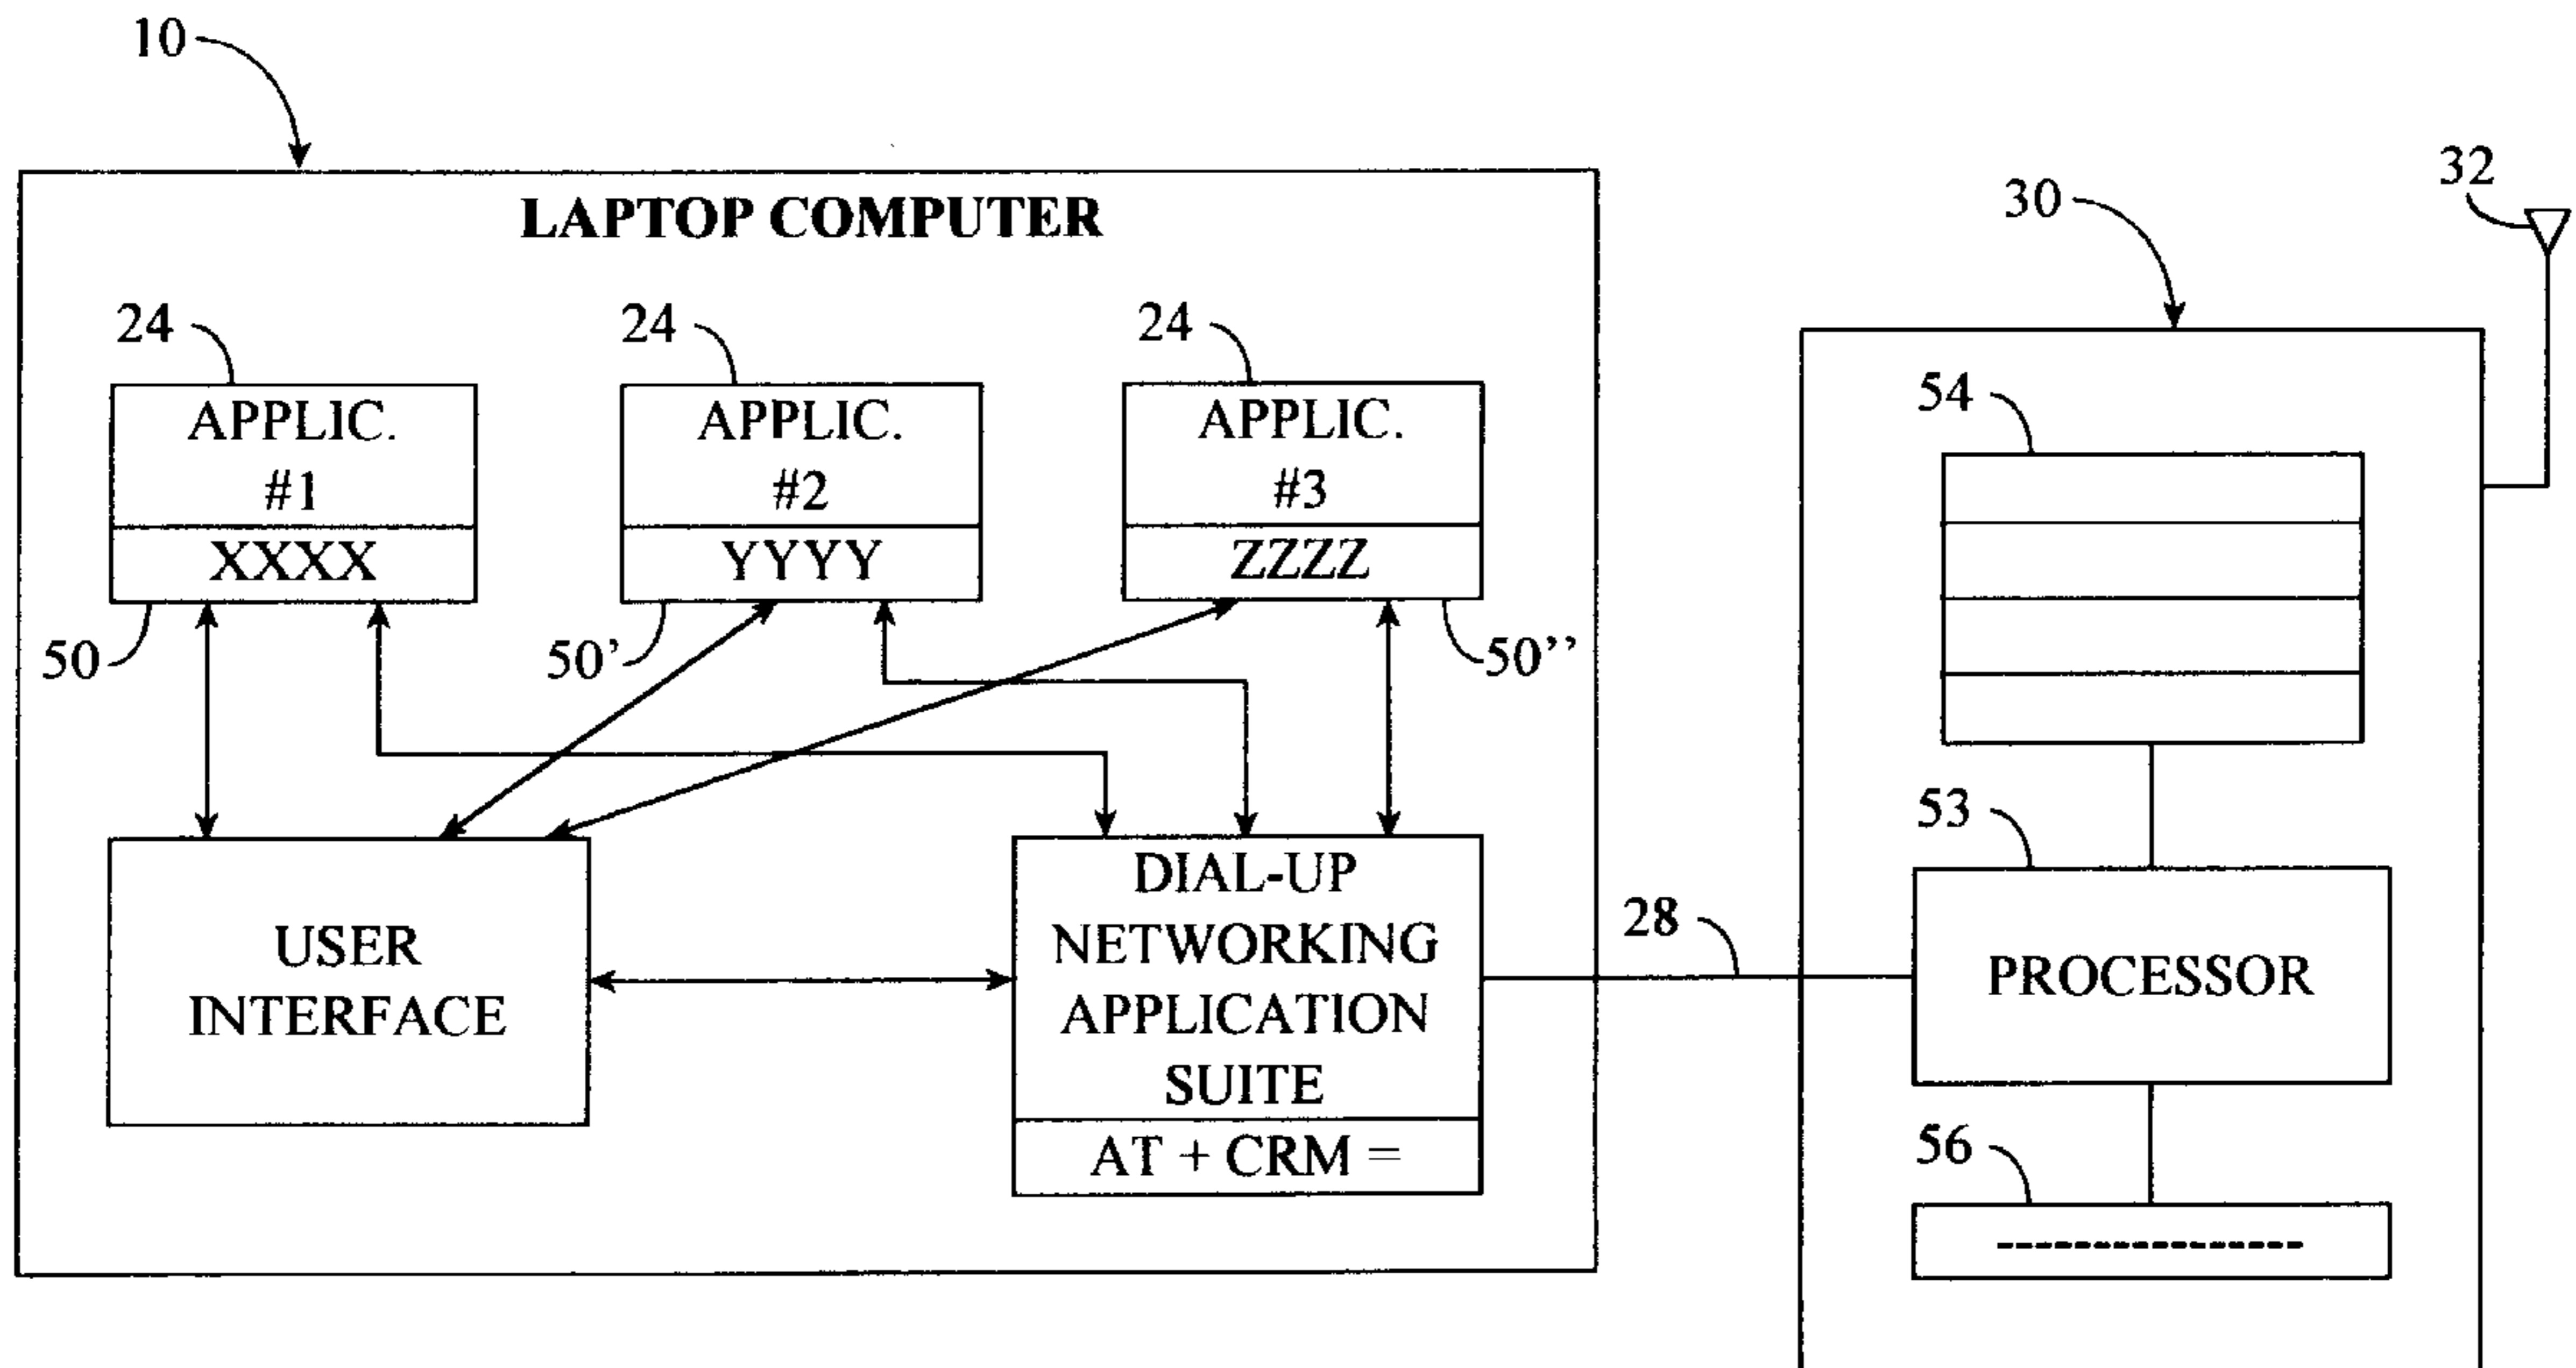 10
LAPTOP COMPUTER
32
30
24
24
24
APPLIC.
#1
XXXX
APPLIC.
#2
YYYY
APPLIC.
#3
ZZZZ
54
50
50’
50’’
53
USER
INTERFACE
DIAL-UP
NETWORKING
APPLICATION
SUITE
AT + CRM =
28
PROCESSOR
56